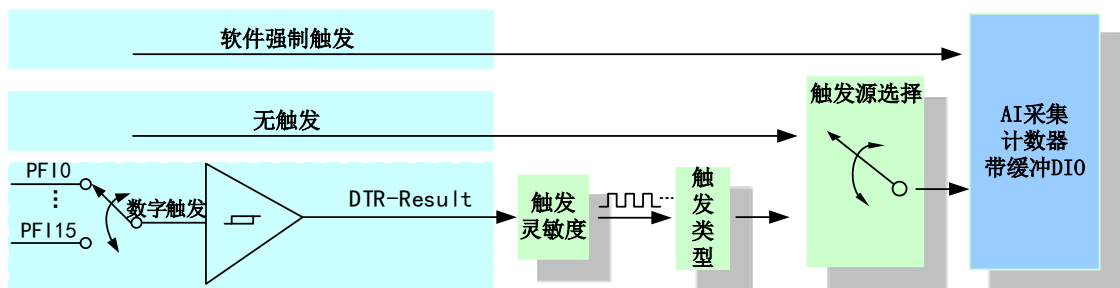 软件强制触发
无触发
触发源选择
AI采集
计数器
带缓冲DIO
PFI0
PFI15
数字触发
DTR-Result
触发
灵敏度
触
发
类
型